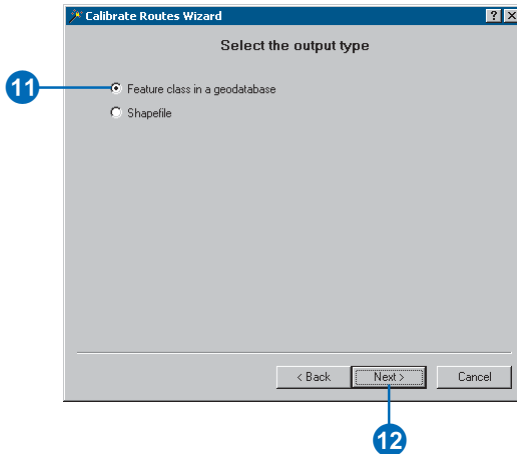 Calibrate Routes Wizard
Select the output type
11
Feature class in a geodatabase
Shapefile
< Back Next > Cancel
12